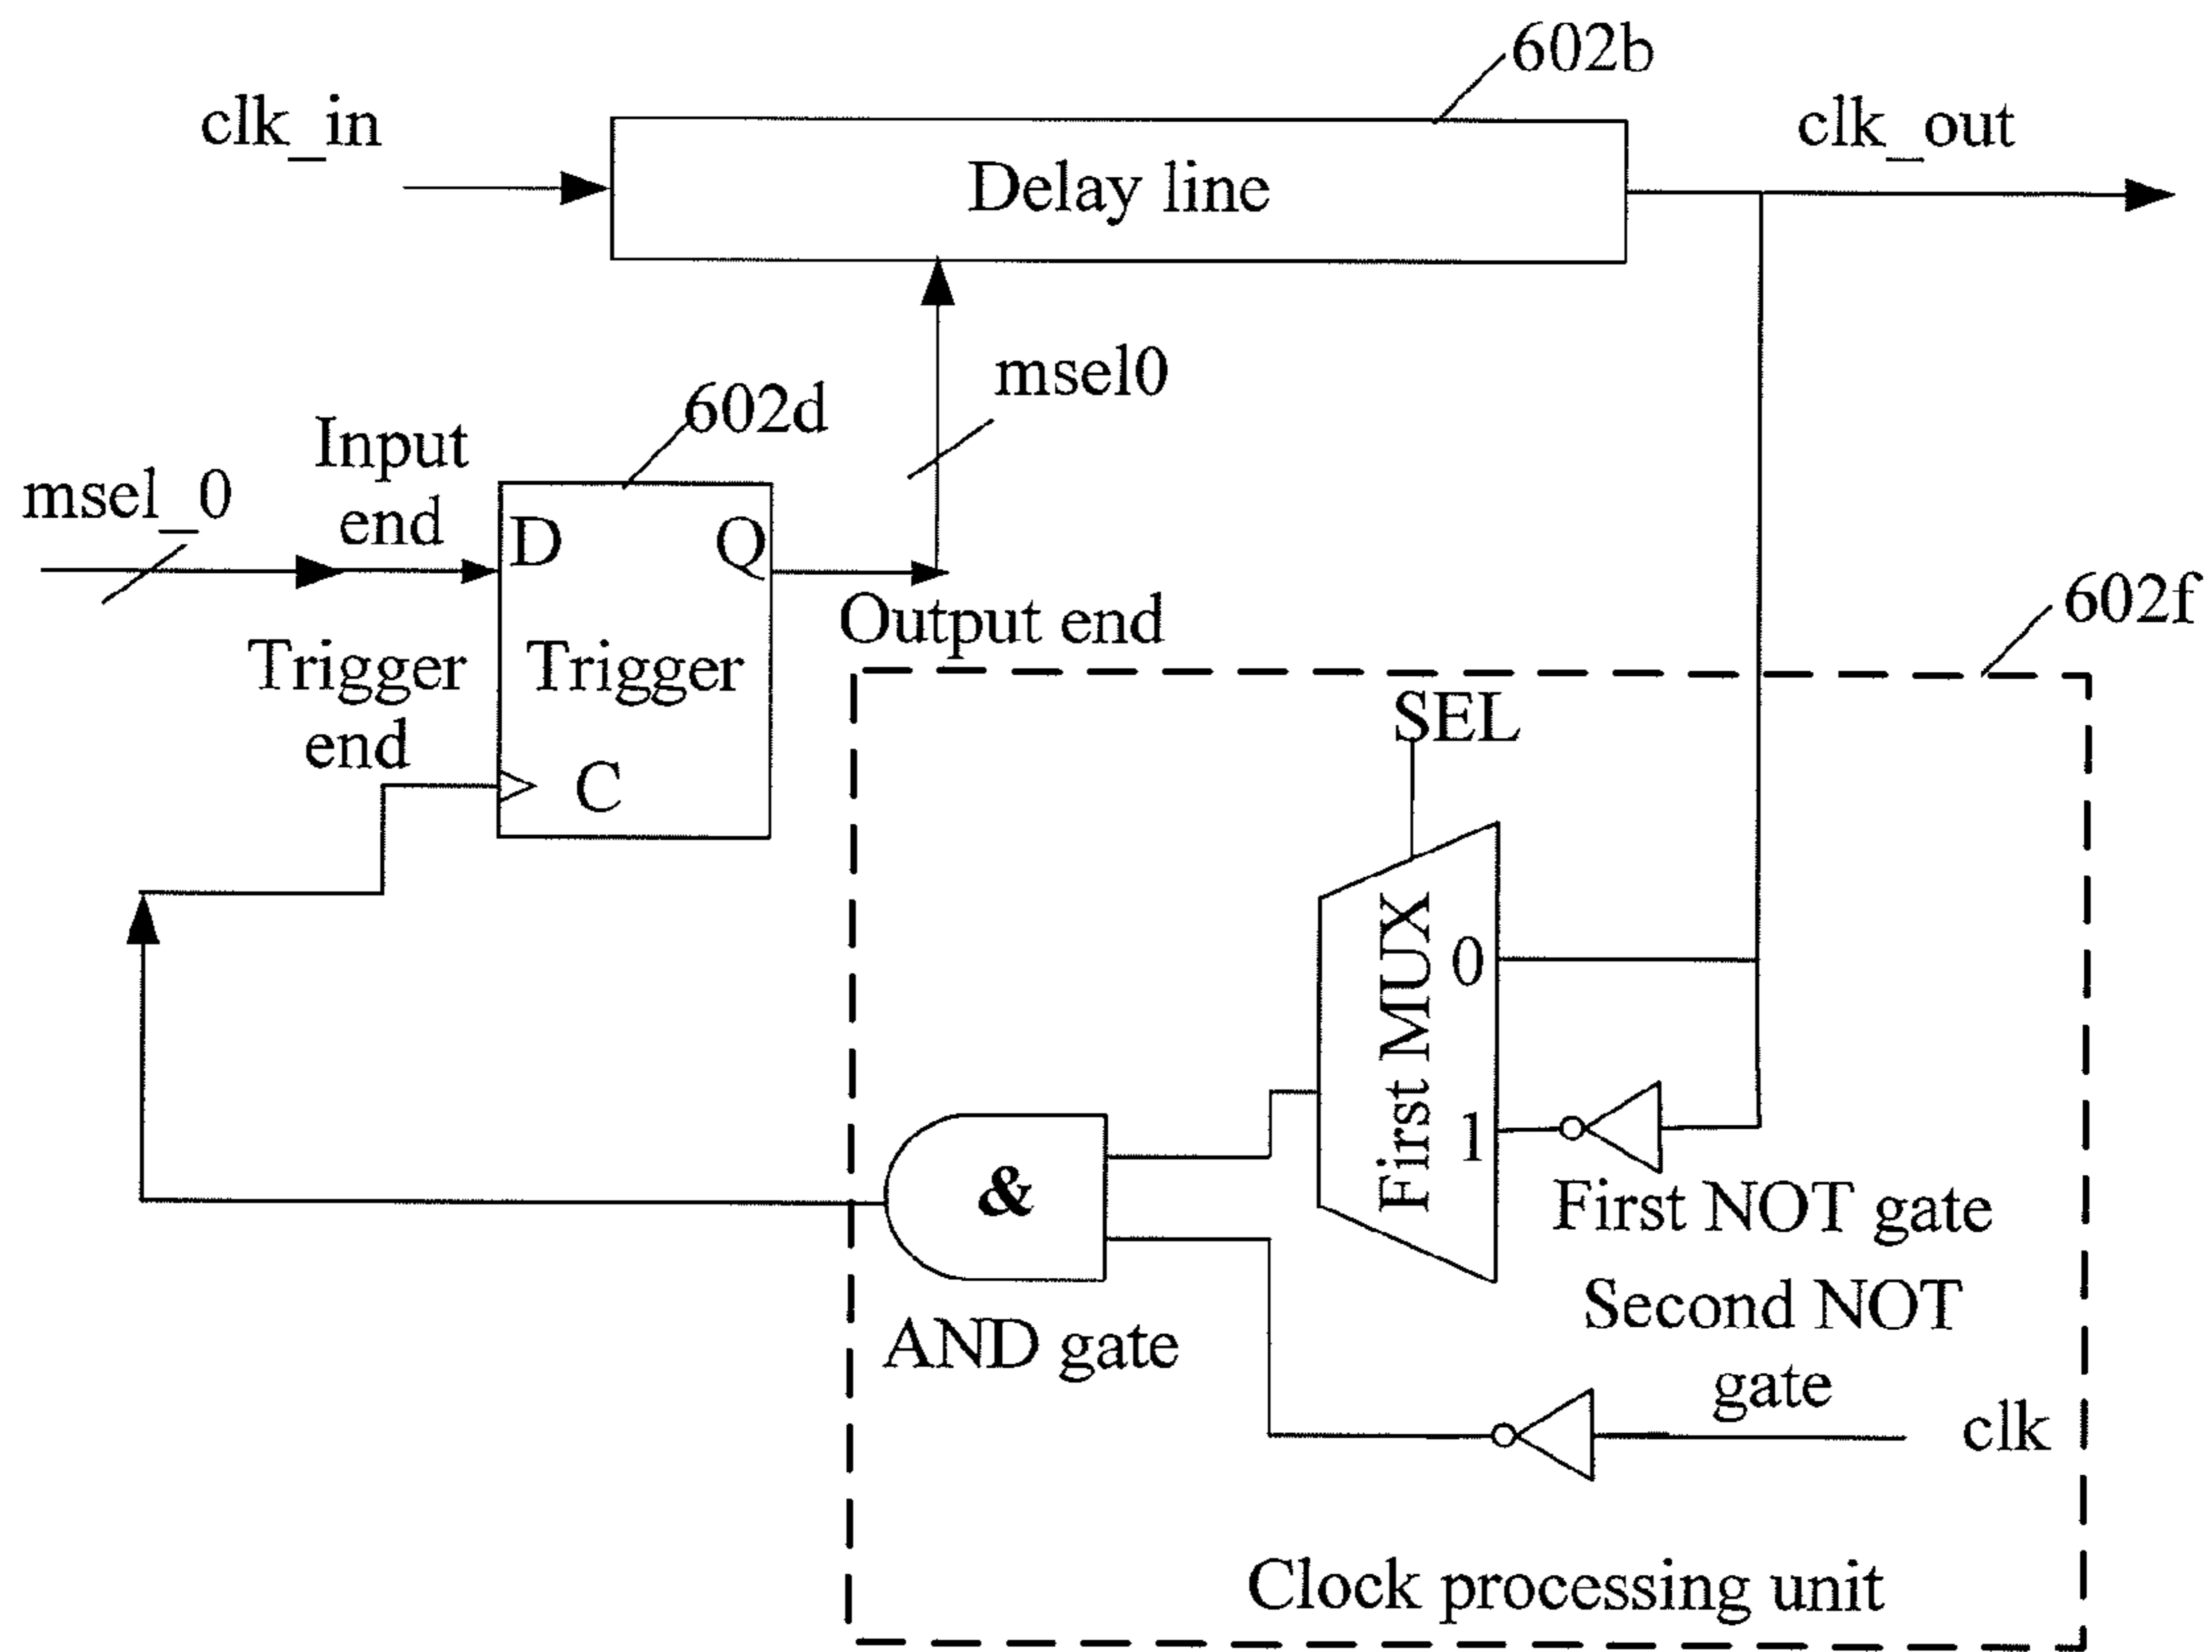 602b
clk_in
Delay line
clk_out
msel0
602d
Input
end
msel_0
D
Q
602f
Output end
Trigger
end
Trigger
C
SEL
First MUX
0
1
First NOT gate
&
Second NOT
gate
AND gate
clk
Clock processing unit